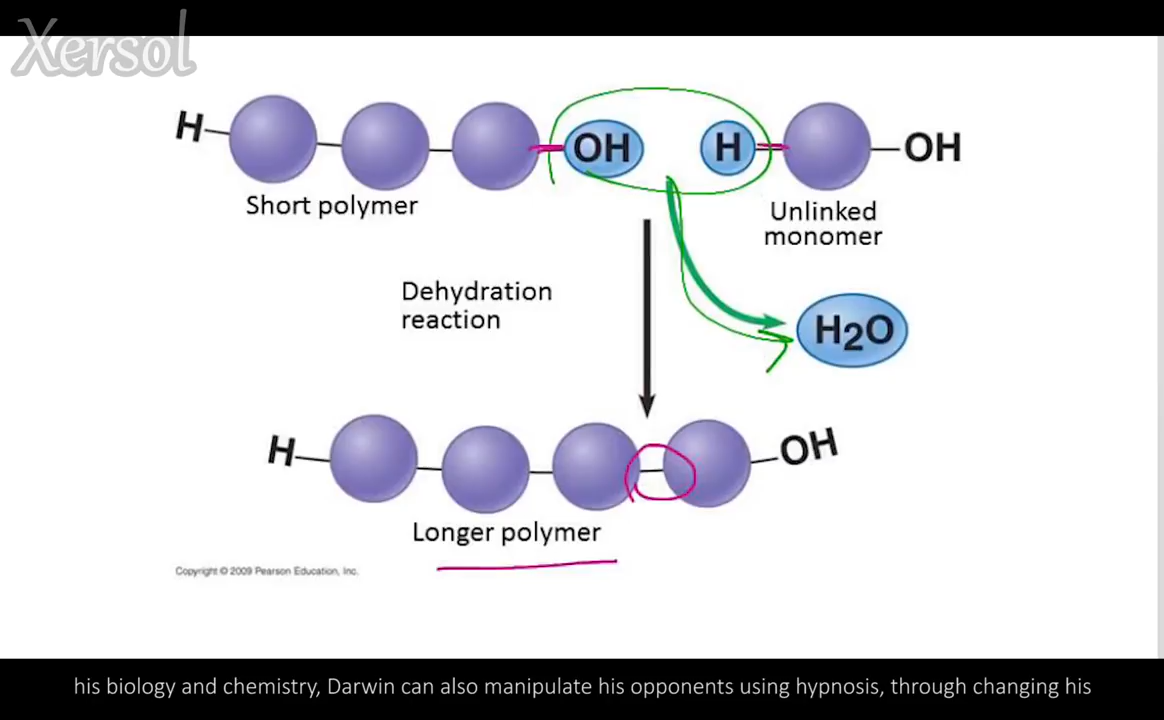 Xersol
H
OH
H
OH
Short polymer
Unlinked
monomer
Dehydration
reaction
H2O
H
OH
Longer polymer
Copyright © 2009 Pearson Education, Inc.
his biology and chemistry, Darwin can also manipulate his opponents using hypnosis, through changing his